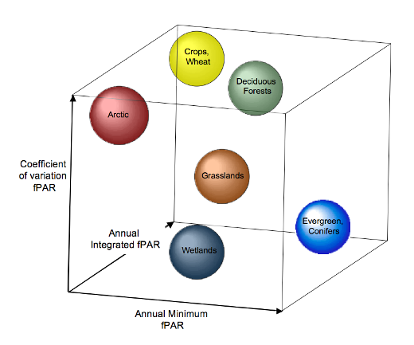 Crops,
Wheat
Deciduous
Forests
Arctic
Coefficient
of variation
fPAR
Grasslands
Annual
Integrated fPAR
Evergreen,
Conifers
Wetlands
Annual Minimum
fPAR